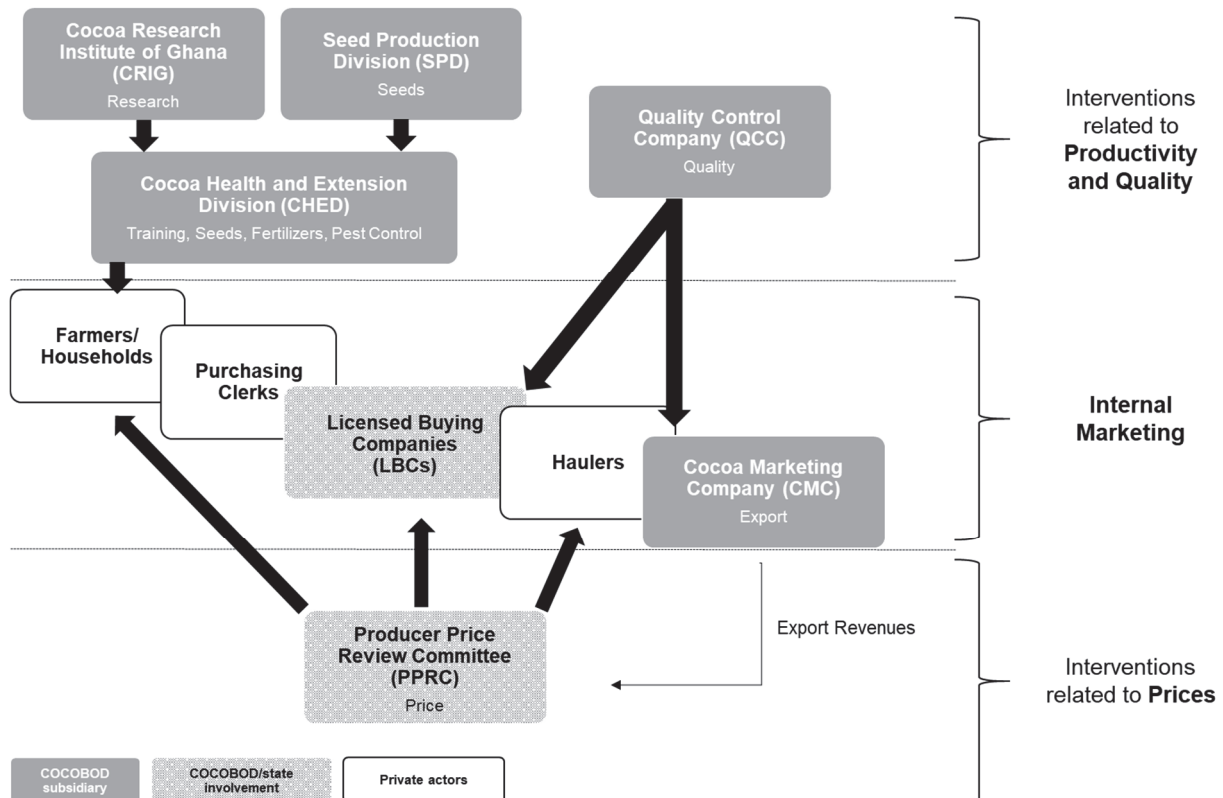 Cocoa Research
Institute of Ghana
(CRIG)
Research
Seed Production
Division (SPD)
Seeds
Quality Control
Company (QCC)
Quality
Interventions
related to
Productivity
and Quality
Cocoa Health and Extension
Division (CHED)
Training, Seeds, Fertilizers, Pest Control
Farmers/
Households
Purchasing
Clerks
Licensed Buying
Companies
(LBCs)
Haulers
Cocoa Marketing
Company (CMC)
Export
Internal
Marketing
Producer Price
Review Committee
(PPRC)
Price
Export Revenues
Interventions
related to Prices
COCOBOD
subsidiary
COCOBOD/state
involvement
Private actors